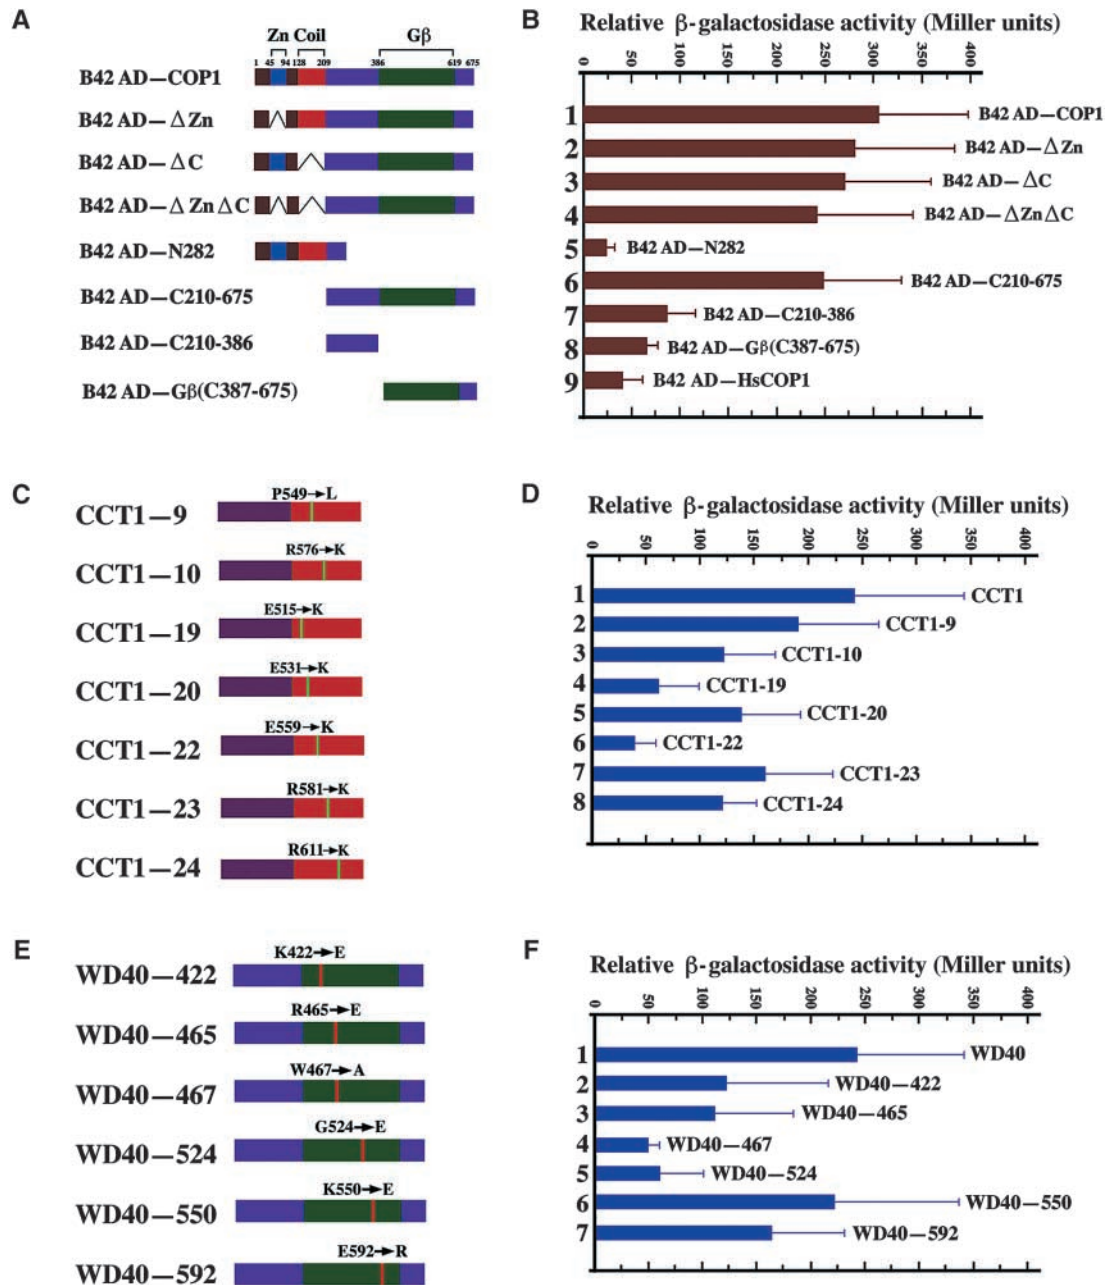 A
Zn Coil Gβ
1 45 94 128 209 386 619 675
B42 AD—COP1
B42 AD—ΔZn
B42 AD—ΔC
B42 AD—ΔZnΔC
B42 AD—N282
B42 AD—C210-675
B42 AD—C210-386
B42 AD—Gβ(C387-675)
B
Relative β-galactosidase activity (Miller units)
0 50 100 150 200 250 300 350 400
1 B42 AD—COP1
2 B42 AD—ΔZn
3 B42 AD—ΔC
4 B42 AD—ΔZnΔC
5 B42 AD—N282
6 B42 AD—C210-675
7 B42 AD—C210-386
8 B42 AD—Gβ(C387-675)
9 B42 AD—HsCOP1
C
P549→L
CCT1—9
R576→K
CCT1—10
E515→K
CCT1—19
E531→K
CCT1—20
E559→K
CCT1—22
R581→K
CCT1—23
R611→K
CCT1—24
D
Relative β-galactosidase activity (Miller units)
0 50 100 150 200 250 300 350 400
1 CCT1
2 CCT1-9
3 CCT1-10
4 CCT1-19
5 CCT1-20
6 CCT1-22
7 CCT1-23
8 CCT1-24
E
K422→E
WD40—422
R465→E
WD40—465
W467→A
WD40—467
G524→E
WD40—524
K550→E
WD40—550
E592→R
WD40—592
F
Relative β-galactosidase activity (Miller units)
0 50 100 150 200 250 300 350 400
1 WD40
2 WD40—422
3 WD40—465
4 WD40—467
5 WD40—524
6 WD40—550
7 WD40—592